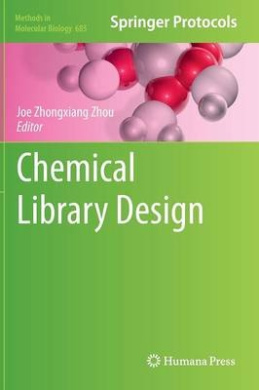 Methods in
Molecular Biology 685
Springer Protocols
Joe Zhongxiang Zhou
Editor
Chemical
Library Design
Humana Press